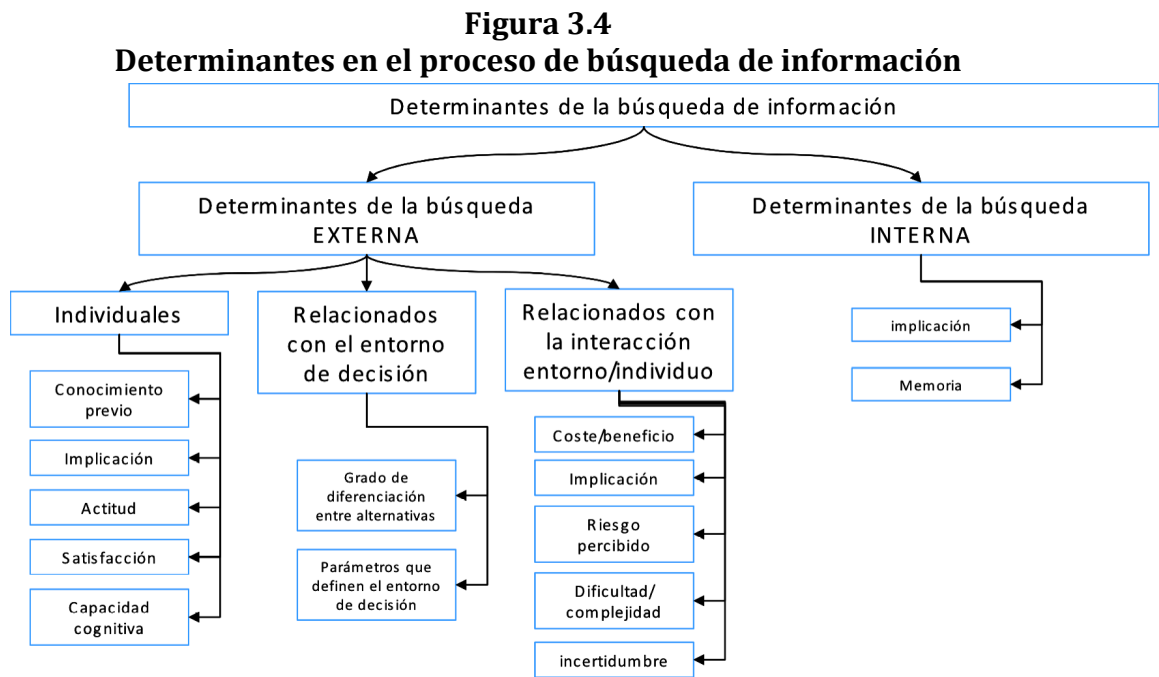 Figura 3.4
Determinantes en el proceso de búsqueda de información
Determinantes de la búsqueda de información
Determinantes de la búsqueda
EXTERNA
Determinantes de la búsqueda
INTERNA
Individuales
Conocimiento
previo
Implicación
Actitud
Satisfacción
Capacidad
cognitiva
Relacionados
con el entorno
de decisión
Grado de
diferenciación
entre alternativas
Parámetros que
definen el entorno
de decisión
Relacionados con
la interacción
entorno/individuo
Coste/beneficio
Implicación
Riesgo
percibido
Dificultad/
complejidad
incertidumbre
implicación
Memoria